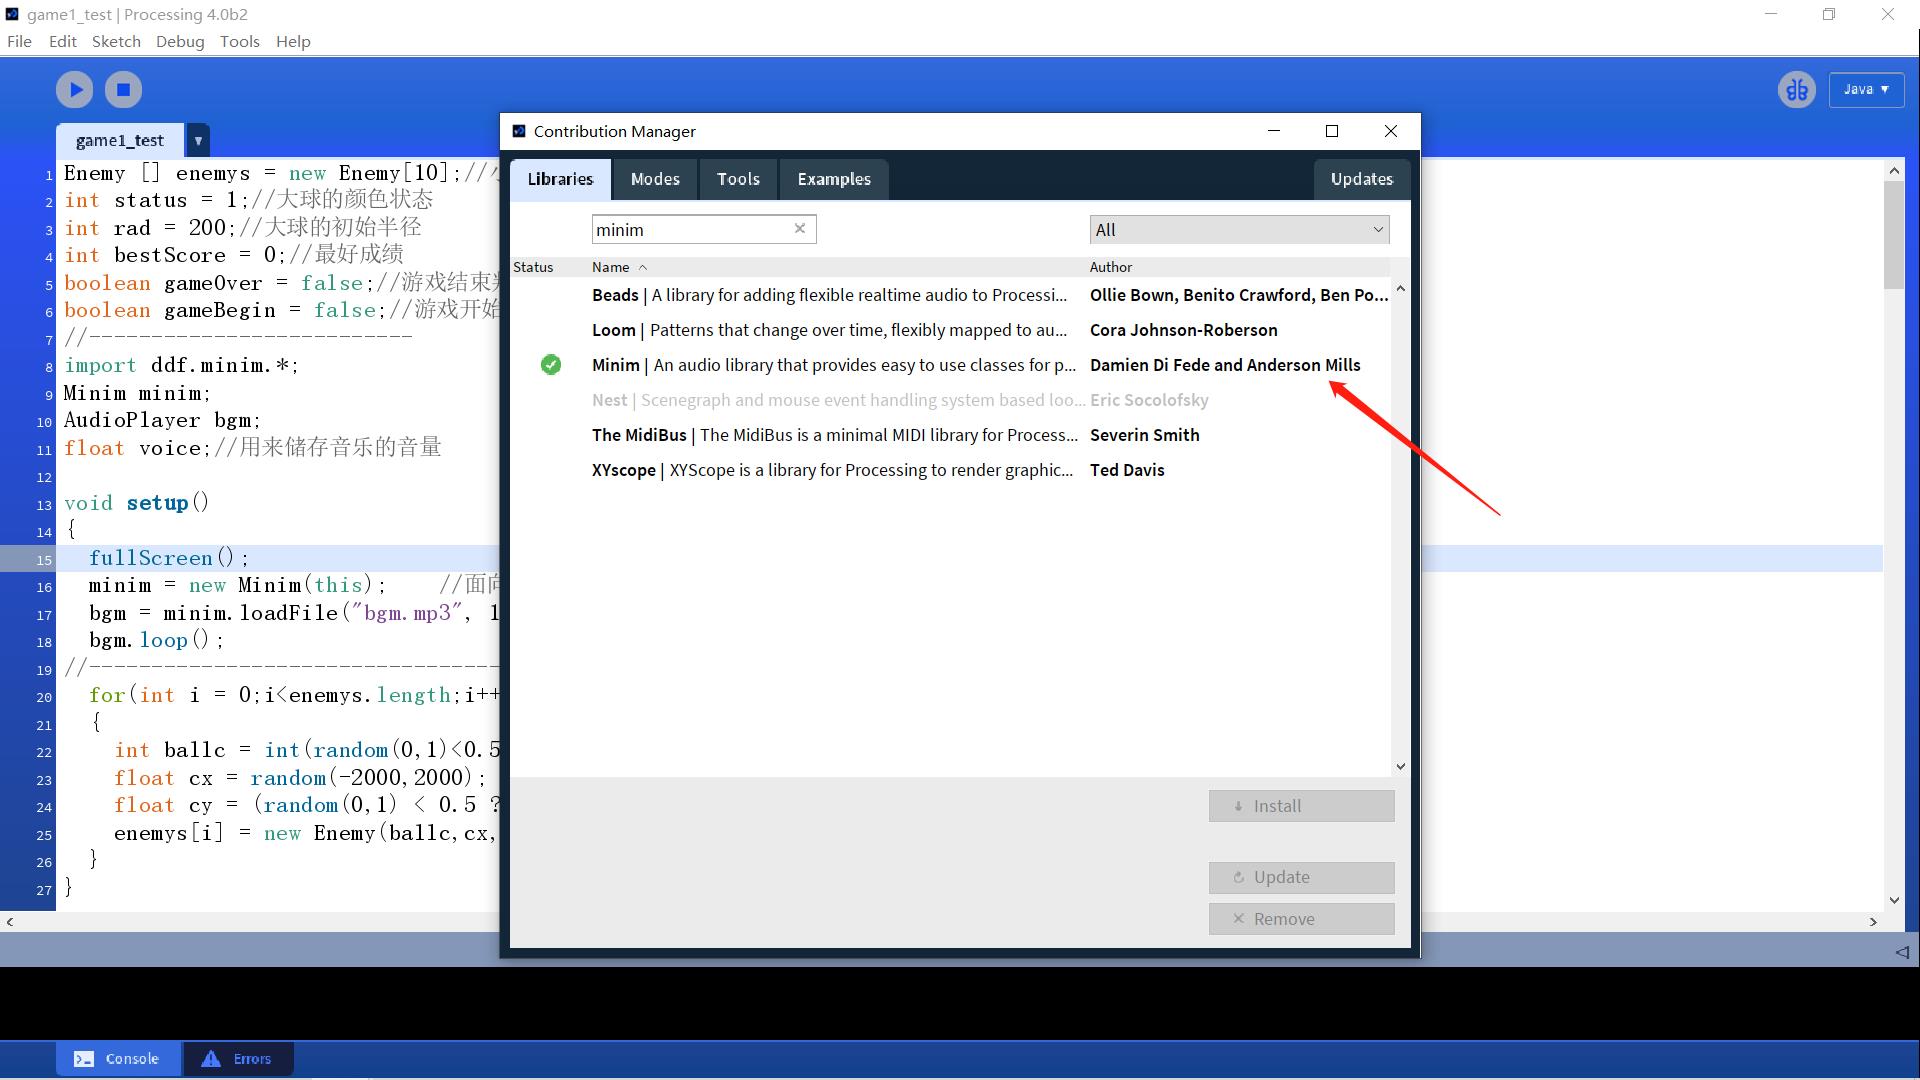 game1_test | Processing 4.0b2
File Edit Sketch Debug Tools Help
Java ▼
game1_test ▼
1 Enemy [] enemys = new Enemy[10];//
2 int status = 1;//大球的颜色状态
3 int rad = 200;//大球的初始半径
4 int bestScore = 0;//最好成绩
5 boolean gameOver = false;//游戏结束
6 boolean gameBegin = false;//游戏开始
7 //--------------------------
8 import ddf.minim.*;
9 Minim minim;
10 AudioPlayer bgm;
11 float voice;//用来储存音乐的音量
12
13 void setup()
14 {
15 fullScreen();
16 minim = new Minim(this); //面向
17 bgm = minim.loadFile("bgm.mp3", 1
18 bgm.loop();
19 //---------------------------------
20 for(int i = 0;i<enemys.length;i++
21 {
22 int ballc = int(random(0,1)<0.5
23 float cx = random(-2000,2000);
24 float cy = (random(0,1) < 0.5 ?
25 enemys[i] = new Enemy(ballc,cx,
26 }
27 }
Contribution Manager
Libraries Modes Tools Examples Updates
minim All
Status Name Author
Beads | A library for adding flexible realtime audio to Processi... Ollie Bown, Benito Crawford, Ben Po...
Loom | Patterns that change over time, flexibly mapped to au... Cora Johnson-Roberson
Minim | An audio library that provides easy to use classes for p... Damien Di Fede and Anderson Mills
Nest | Scenegraph and mouse event handling system based loo... Eric Socolofsky
The MidiBus | The MidiBus is a minimal MIDI library for Process... Severin Smith
XYscope | XYScope is a library for Processing to render graphic... Ted Davis
Install
Update
Remove
Console Errors